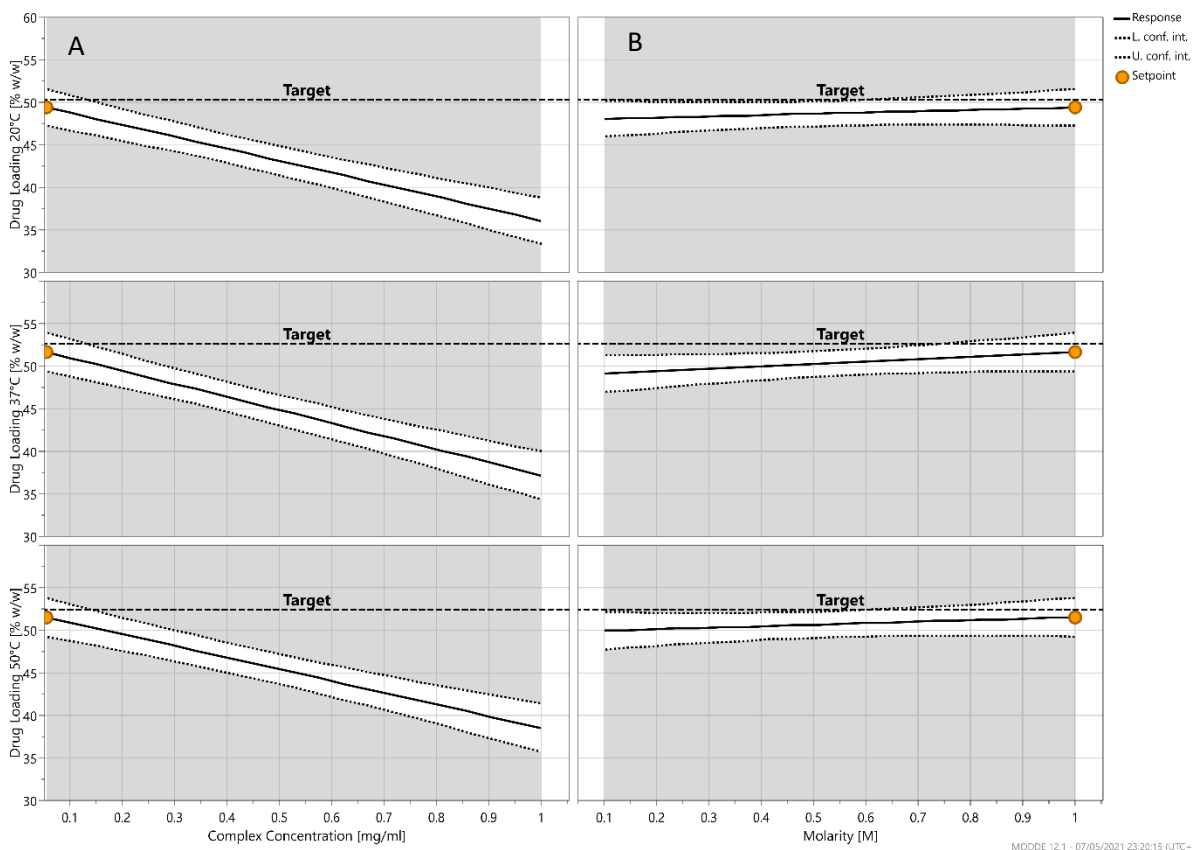 A
B
Response
L. conf. int.
U. conf. int.
Setpoint
Drug Loading 20°C [% w/w]
60
55
50
45
40
35
30
Target
Target
Drug Loading 37°C [% w/w]
55
50
45
40
35
30
Target
Target
Drug Loading 50°C [% w/w]
55
50
45
40
35
30
Target
Target
0.1 0.2 0.3 0.4 0.5 0.6 0.7 0.8 0.9 1
0.1 0.2 0.3 0.4 0.5 0.6 0.7 0.8 0.9 1
Complex Concentration [mg/ml]
Molarity [M]
MODDE 12.1 - 07/05/2021 23:20:15 (UTC+